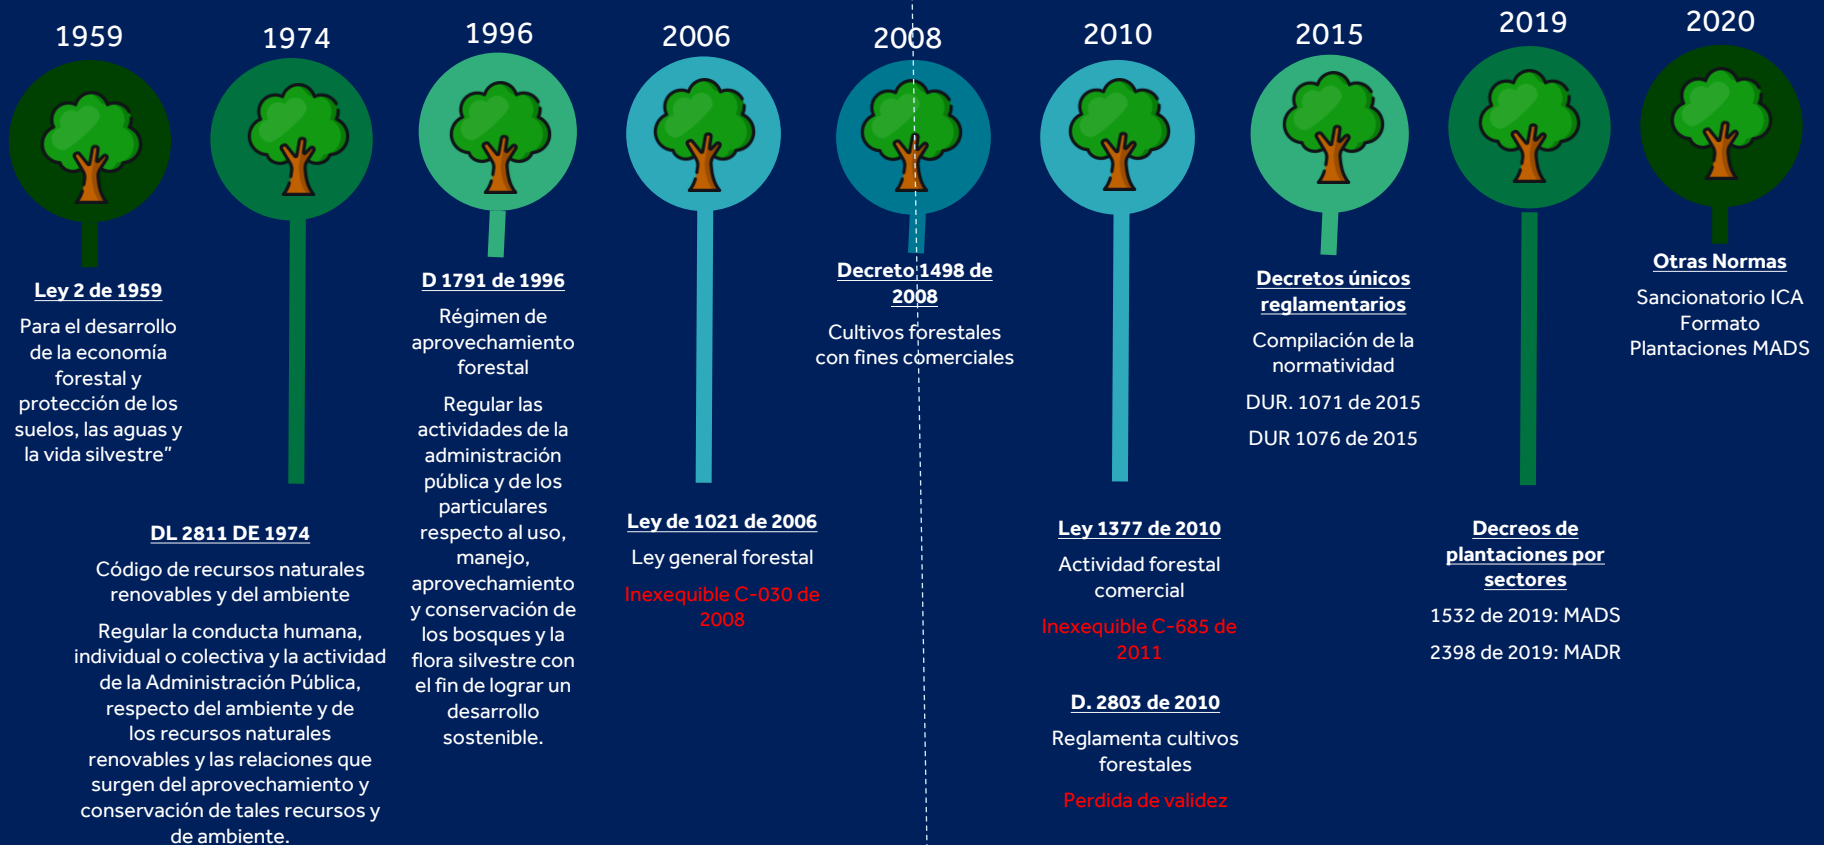 1959
Ley 2 de 1959
Para el desarrollo
de la economía
forestal y
protección de los
suelos, las aguas y
la vida silvestre”
1974
DL 2811 DE 1974
Código de recursos naturales
renovables y del ambiente
Regular la conducta humana,
individual o colectiva y la actividad
de la Administración Pública,
respecto del ambiente y de
los recursos naturales
renovables y las relaciones que
surgen del aprovechamiento y
conservación de tales recursos y
de ambiente.
1996
D 1791 de 1996
Régimen de
aprovechamiento
forestal
Regular las
actividades de la
administración
pública y de los
particulares
respecto al uso,
manejo,
aprovechamiento
y conservación de
los bosques y la
flora silvestre con
el fin de lograr un
desarrollo
sostenible.
2006
Ley de 1021 de 2006
Ley general forestal
Inexequible C-030 de
2008
2008
Decreto 1498 de
2008
Cultivos forestales
con fines comerciales
2010
Ley 1377 de 2010
Actividad forestal
comercial
Inexequible C-685 de
2011
D. 2803 de 2010
Reglamenta cultivos
forestales
Perdida de validez
2015
Decretos únicos
reglamentarios
Compilación de la
normatividad
DUR. 1071 de 2015
DUR 1076 de 2015
2019
Decreos de
plantaciones por
sectores
1532 de 2019: MADS
2398 de 2019: MADR
2020
Otras Normas
Sancionatorio ICA
Formato
Plantaciones MADS